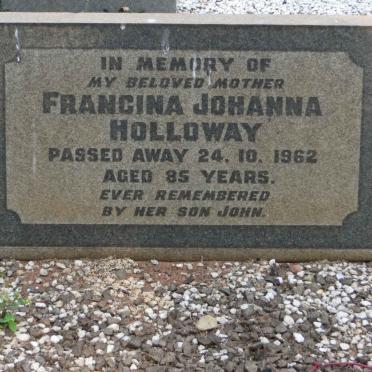 IN MEMORY OF
MY BELOVED MOTHER
FRANCINA JOHANNA
HOLLOWAY
PASSED AWAY 24. 10. 1962
AGED 85 YEARS.
EVER REMEMBERED
BY HER SON JOHN.